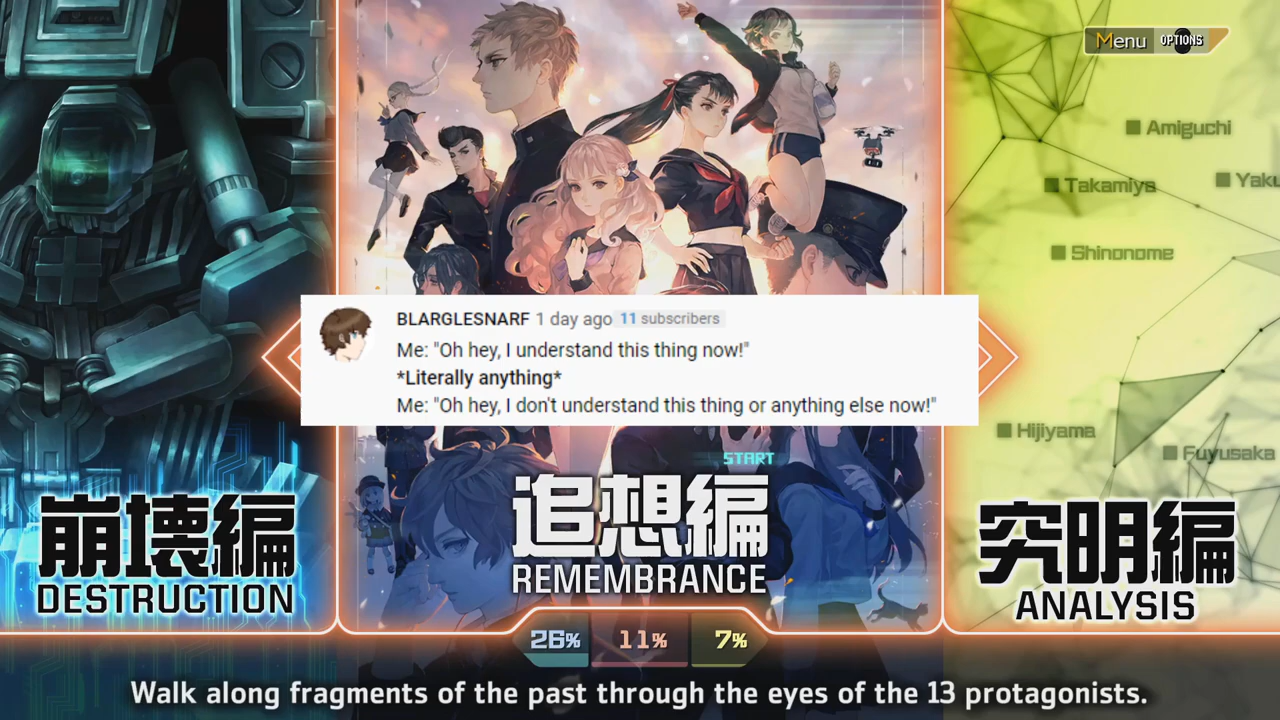 Menu OPTIONS
Amiguchi
Takamiya
Yaku
Shinonome
BLARGLESNARF 1 day ago 11 subscribers
Me: "Oh hey, I understand this thing now!"
*Literally anything*
Me: "Oh hey, I don't understand this thing or anything else now!"
Hijiyama
Fuyusaka
START
崩壊編
DESTRUCTION
追想編
REMEMBRANCE
究明編
ANALYSIS
26% 11% 7%
Walk along fragments of the past through the eyes of the 13 protagonists.